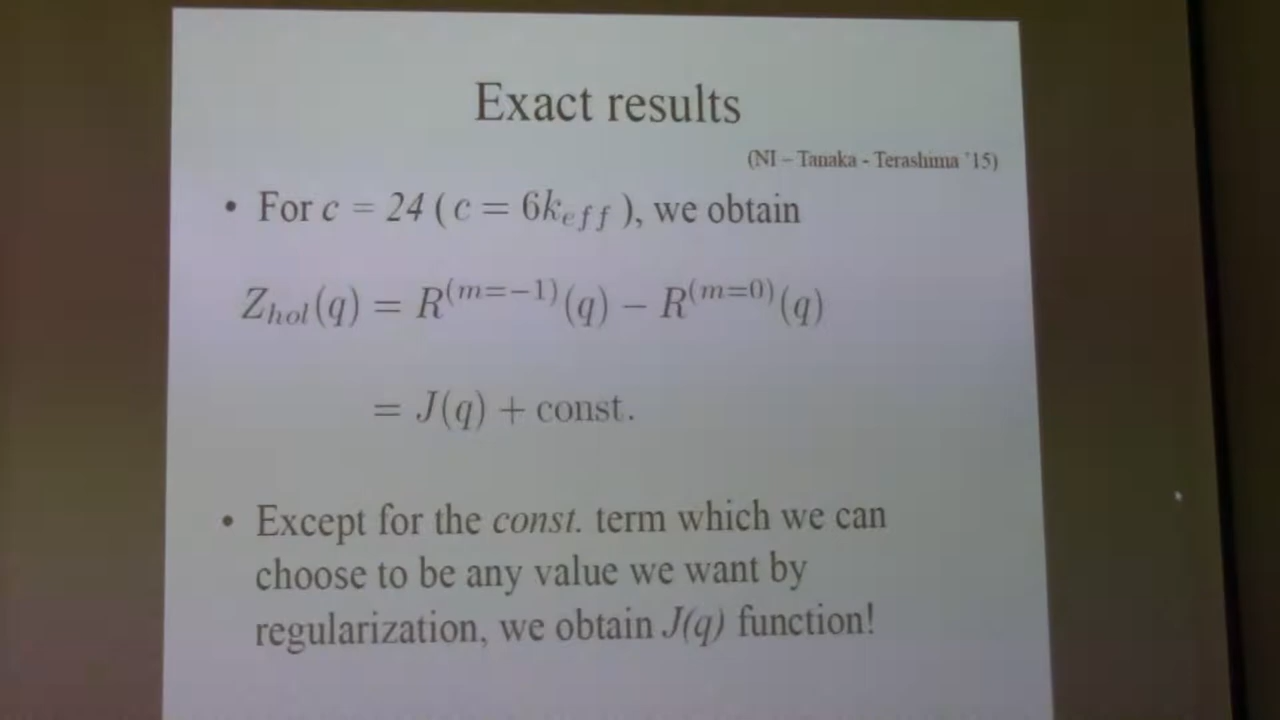 Exact results
(NI – Tanaka - Terashima '15)
• For c = 24 ( c = 6k_{eff} ), we obtain
Z_{hol}(q) = R^{(m=-1)}(q) − R^{(m=0)}(q)
= J(q) + const.
• Except for the const. term which we can
choose to be any value we want by
regularization, we obtain J(q) function!